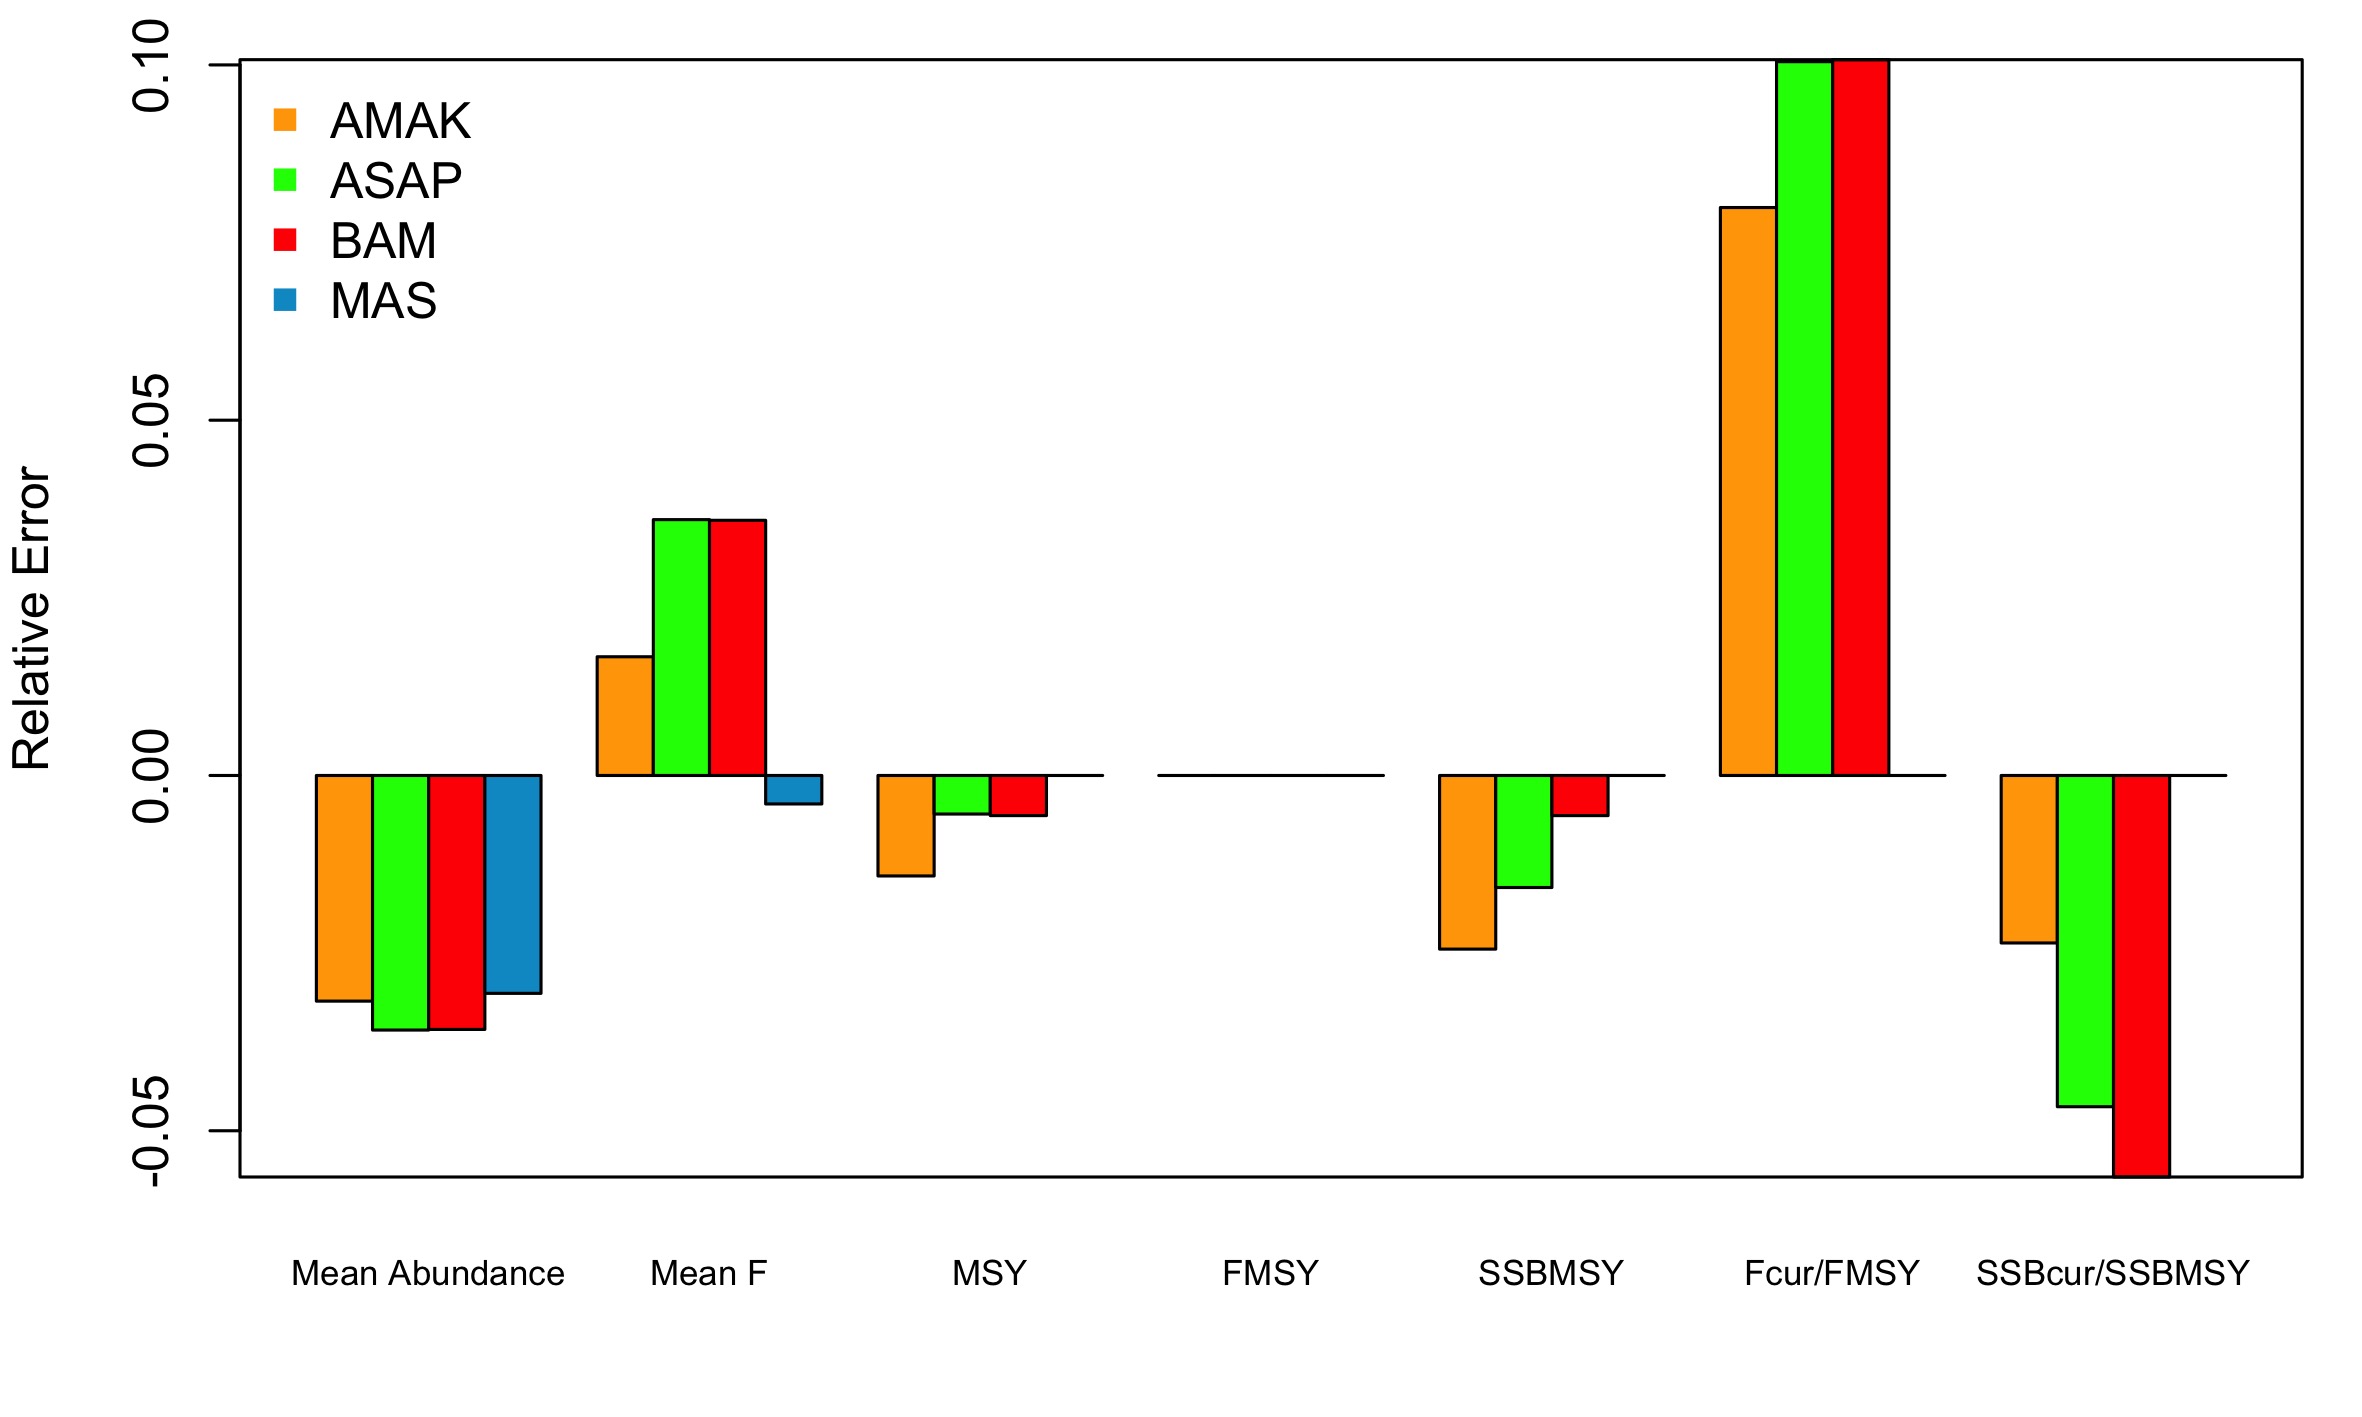 Relative Error
0.10
0.05
0.00
-0.05
AMAK
ASAP
BAM
MAS
Mean Abundance Mean F MSY FMSY SSBMSY Fcur/FMSY SSBcur/SSBMSY